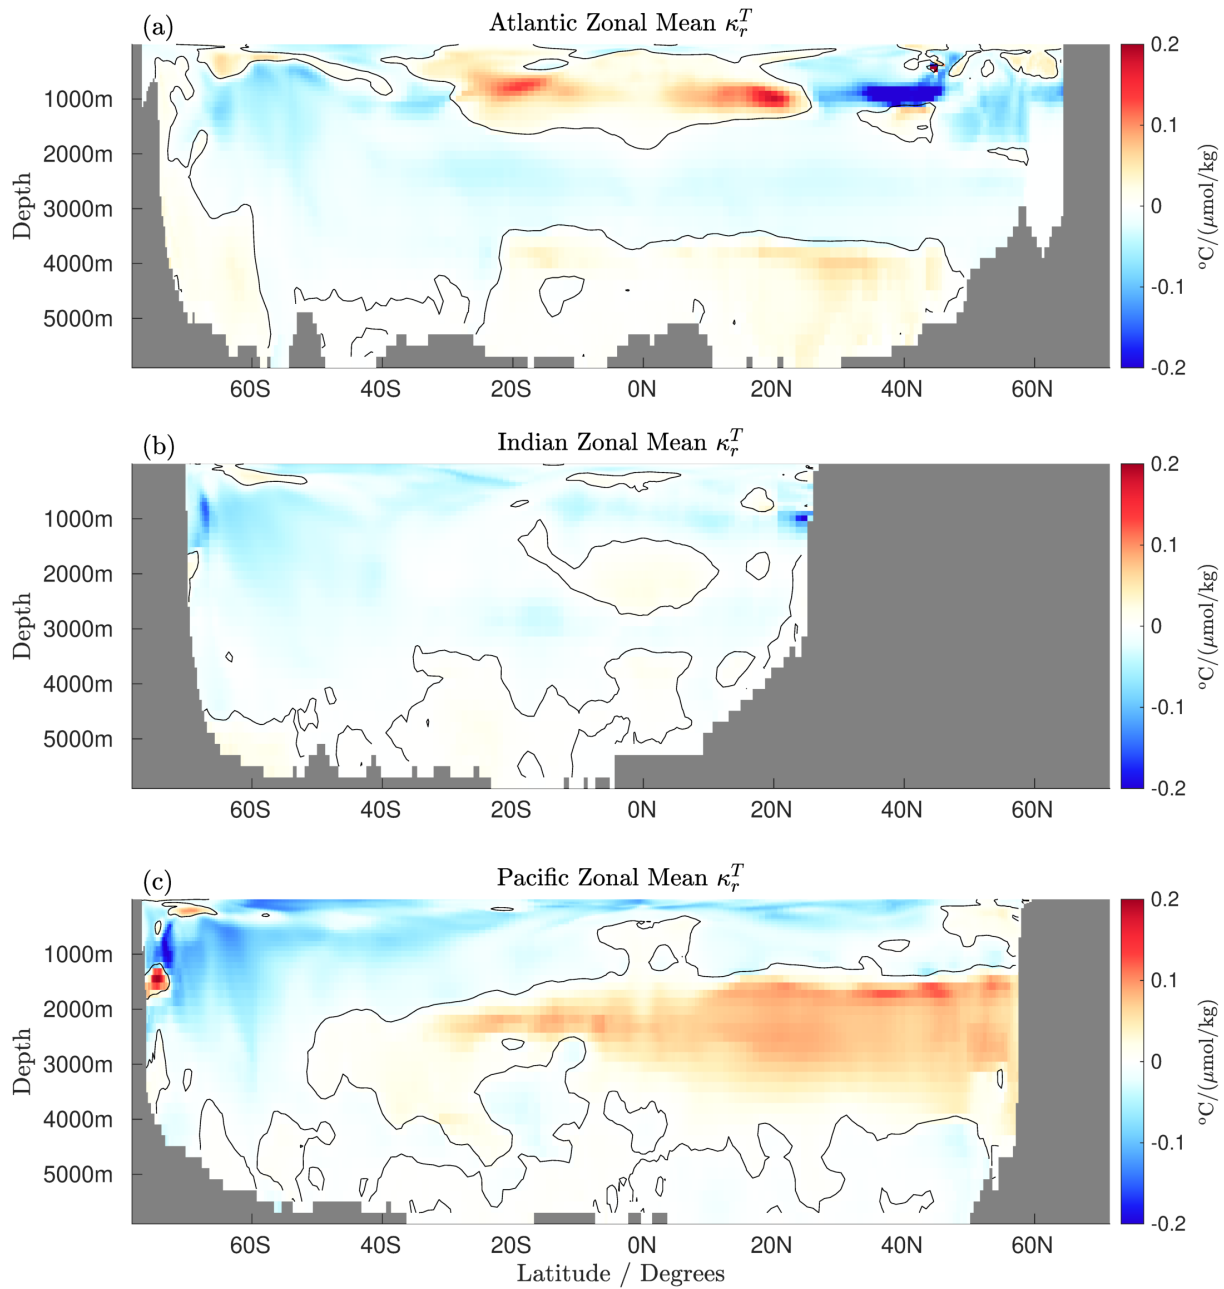 (a) Atlantic Zonal Mean κ_r^T
Depth
1000m
2000m
3000m
4000m
5000m
60S 40S 20S 0N 20N 40N 60N
0.2
0.1
0
-0.1
-0.2
°C/(μmol/kg)
(b) Indian Zonal Mean κ_r^T
Depth
1000m
2000m
3000m
4000m
5000m
60S 40S 20S 0N 20N 40N 60N
0.2
0.1
0
-0.1
-0.2
°C/(μmol/kg)
(c) Pacific Zonal Mean κ_r^T
Depth
1000m
2000m
3000m
4000m
5000m
60S 40S 20S 0N 20N 40N 60N
Latitude / Degrees
0.2
0.1
0
-0.1
-0.2
°C/(μmol/kg)